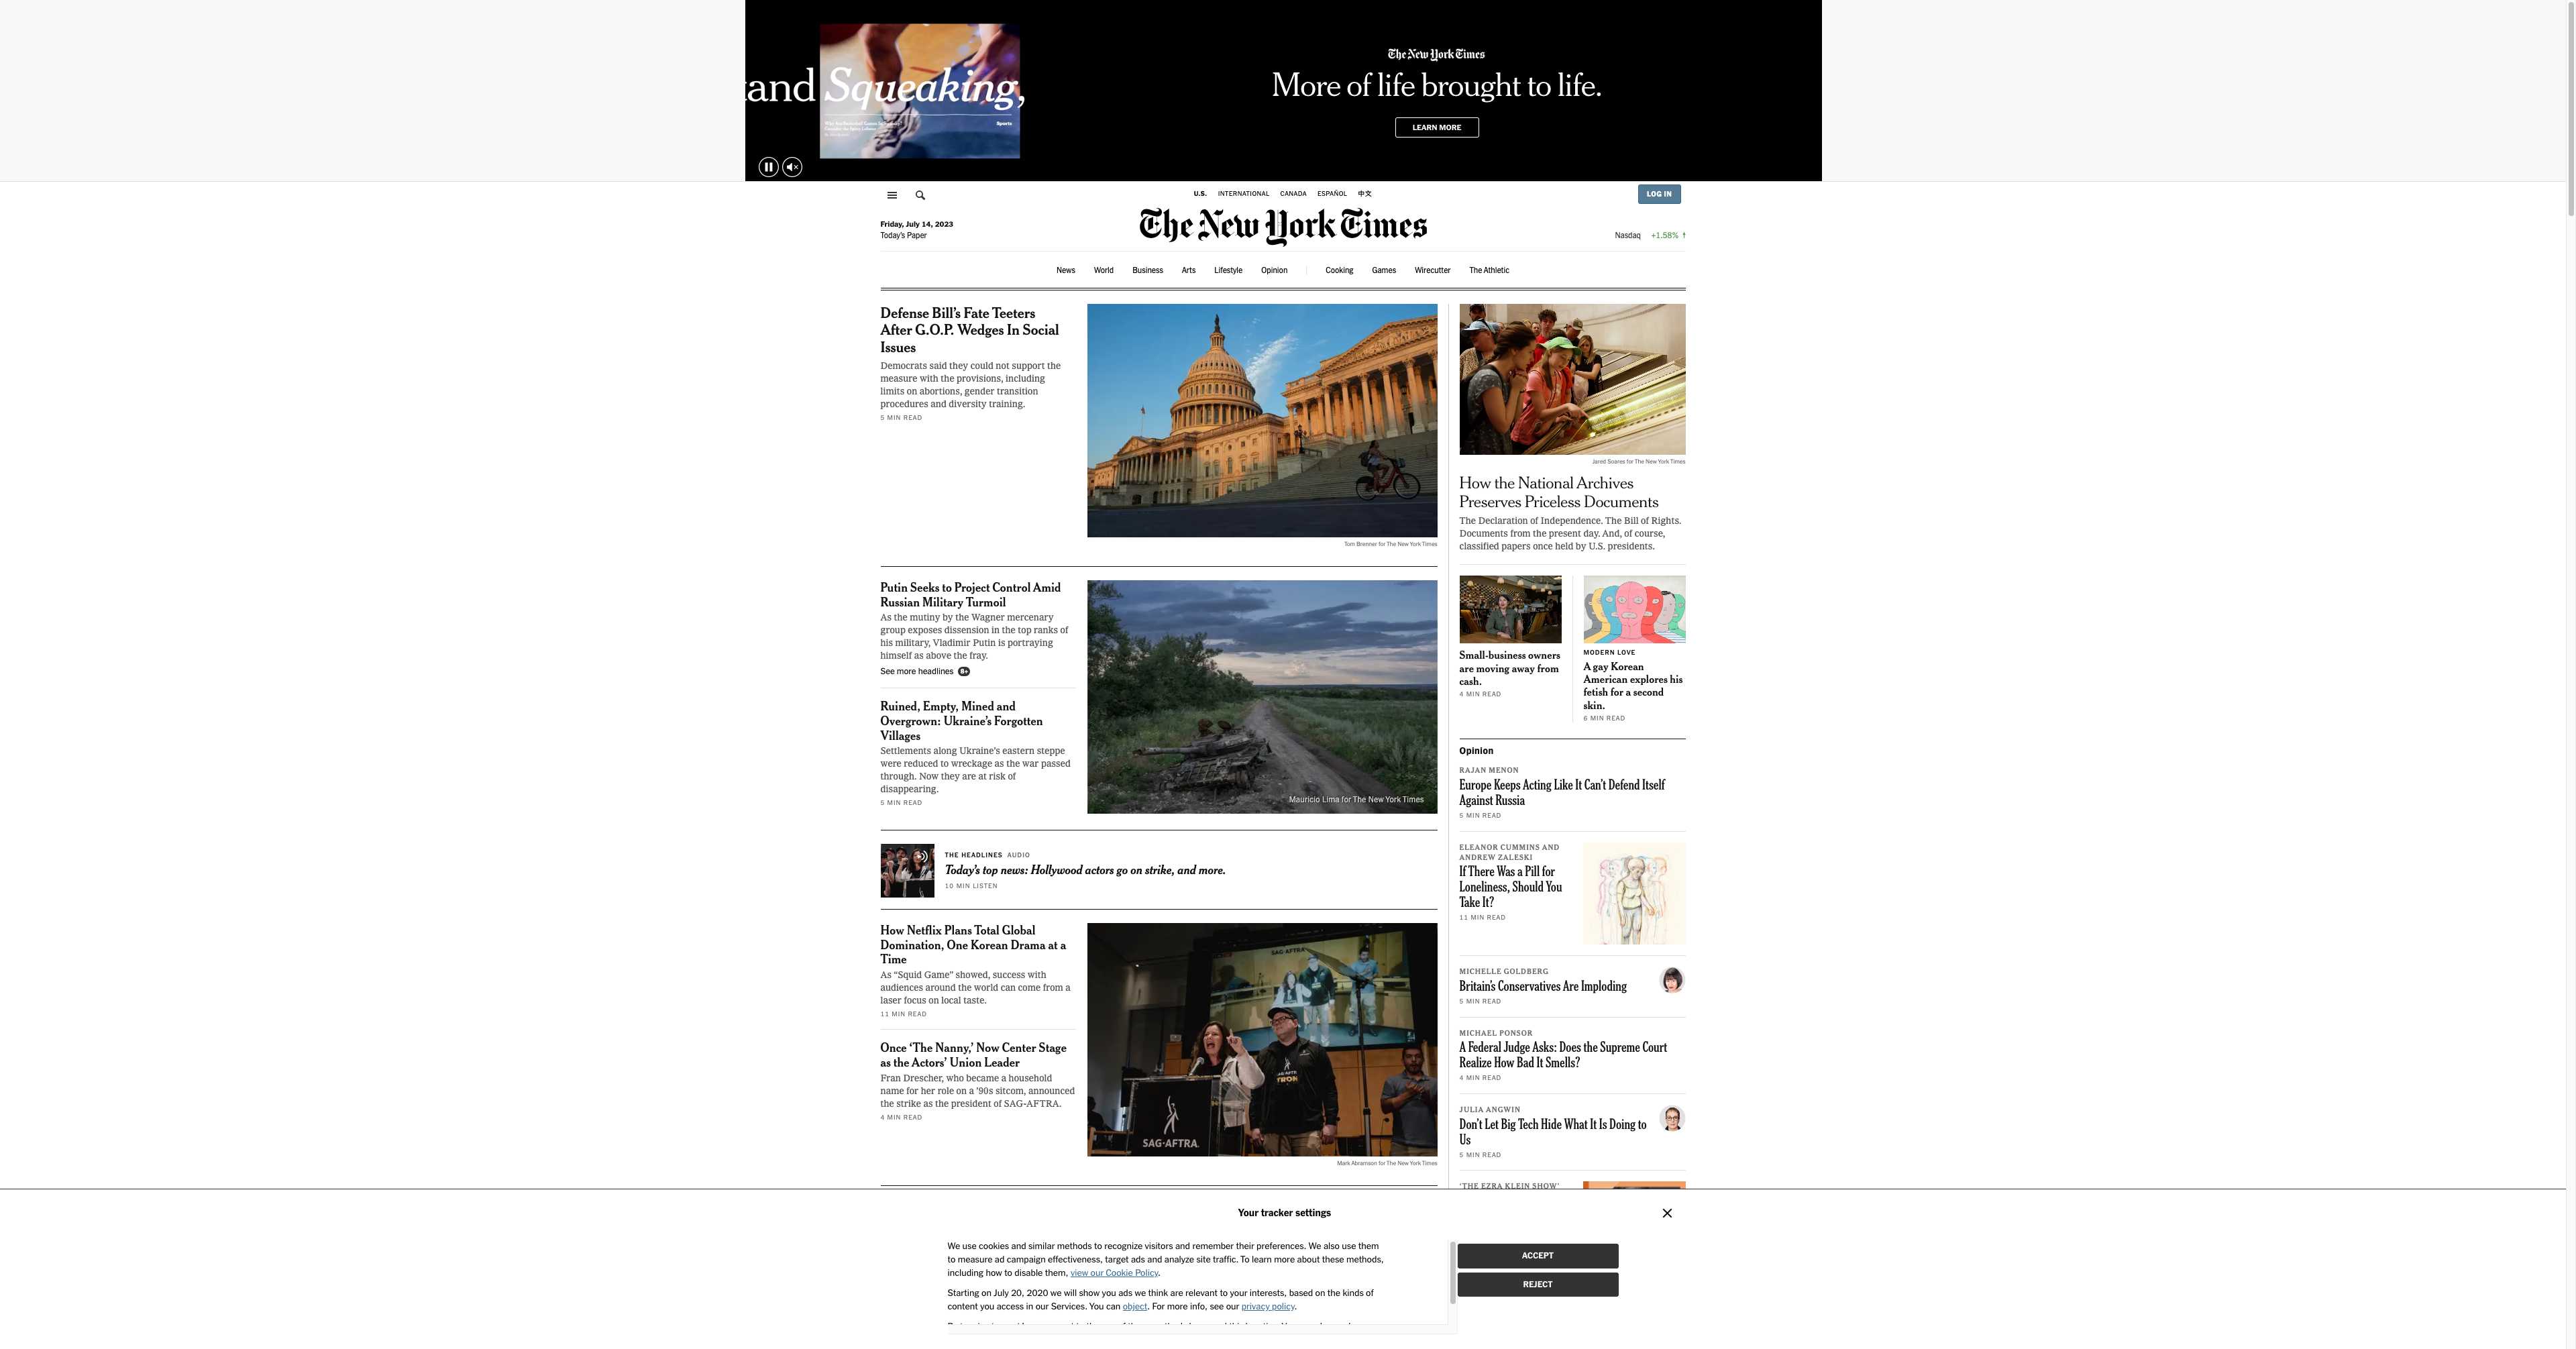 tand Squeaking,
Sports
The New York Times
More of life brought to life.
LEARN MORE
U.S. INTERNATIONAL CANADA ESPAÑOL 中文
LOG IN
Friday, July 14, 2023
Today's Paper
The New York Times
Nasdaq +1.58% ↑
News World Business Arts Lifestyle Opinion Cooking Games Wirecutter The Athletic
Defense Bill's Fate Teeters
After G.O.P. Wedges In Social
Issues
Democrats said they could not support the
measure with the provisions, including
limits on abortions, gender transition
procedures and diversity training.
5 MIN READ
Tom Brenner for The New York Times
Putin Seeks to Project Control Amid
Russian Military Turmoil
As the mutiny by the Wagner mercenary
group exposes dissension in the top ranks of
his military, Vladimir Putin is portraying
himself as above the fray.
See more headlines 9+
Ruined, Empty, Mined and
Overgrown: Ukraine's Forgotten
Villages
Settlements along Ukraine's eastern steppe
were reduced to wreckage as the war passed
through. Now they are at risk of
disappearing.
5 MIN READ
Mauricio Lima for The New York Times
THE HEADLINES AUDIO
Today's top news: Hollywood actors go on strike, and more.
10 MIN LISTEN
How Netflix Plans Total Global
Domination, One Korean Drama at a
Time
As “Squid Game” showed, success with
audiences around the world can come from a
laser focus on local taste.
11 MIN READ
Once ‘The Nanny,’ Now Center Stage
as the Actors’ Union Leader
Fran Drescher, who became a household
name for her role on a ’90s sitcom, announced
the strike as the president of SAG-AFTRA.
4 MIN READ
SAG-AFTRA
SAG-AFTRA.
Mark Abramson for The New York Times
Jared Soares for The New York Times
How the National Archives
Preserves Priceless Documents
The Declaration of Independence. The Bill of Rights.
Documents from the present day. And, of course,
classified papers once held by U.S. presidents.
Small-business owners
are moving away from
cash.
4 MIN READ
MODERN LOVE
A gay Korean
American explores his
fetish for a second
skin.
6 MIN READ
Opinion
RAJAN MENON
Europe Keeps Acting Like It Can't Defend Itself
Against Russia
5 MIN READ
ELEANOR CUMMINS AND
ANDREW ZALESKI
If There Was a Pill for
Loneliness, Should You
Take It?
11 MIN READ
MICHELLE GOLDBERG
Britain's Conservatives Are Imploding
5 MIN READ
MICHAEL PONSOR
A Federal Judge Asks: Does the Supreme Court
Realize How Bad It Smells?
4 MIN READ
JULIA ANGWIN
Don't Let Big Tech Hide What It Is Doing to
Us
5 MIN READ
‘THE EZRA KLEIN SHOW’
Your tracker settings
We use cookies and similar methods to recognize visitors and remember their preferences. We also use them
to measure ad campaign effectiveness, target ads and analyze site traffic. To learn more about these methods,
including how to disable them, view our Cookie Policy.
Starting on July 20, 2020 we will show you ads we think are relevant to your interests, based on the kinds of
content you access in our Services. You can object. For more info, see our privacy policy.
ACCEPT
REJECT